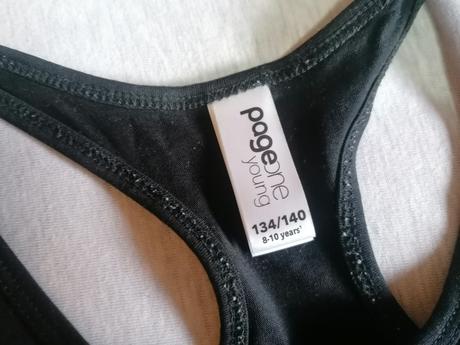 pageone
young
134/140
8-10 years¹